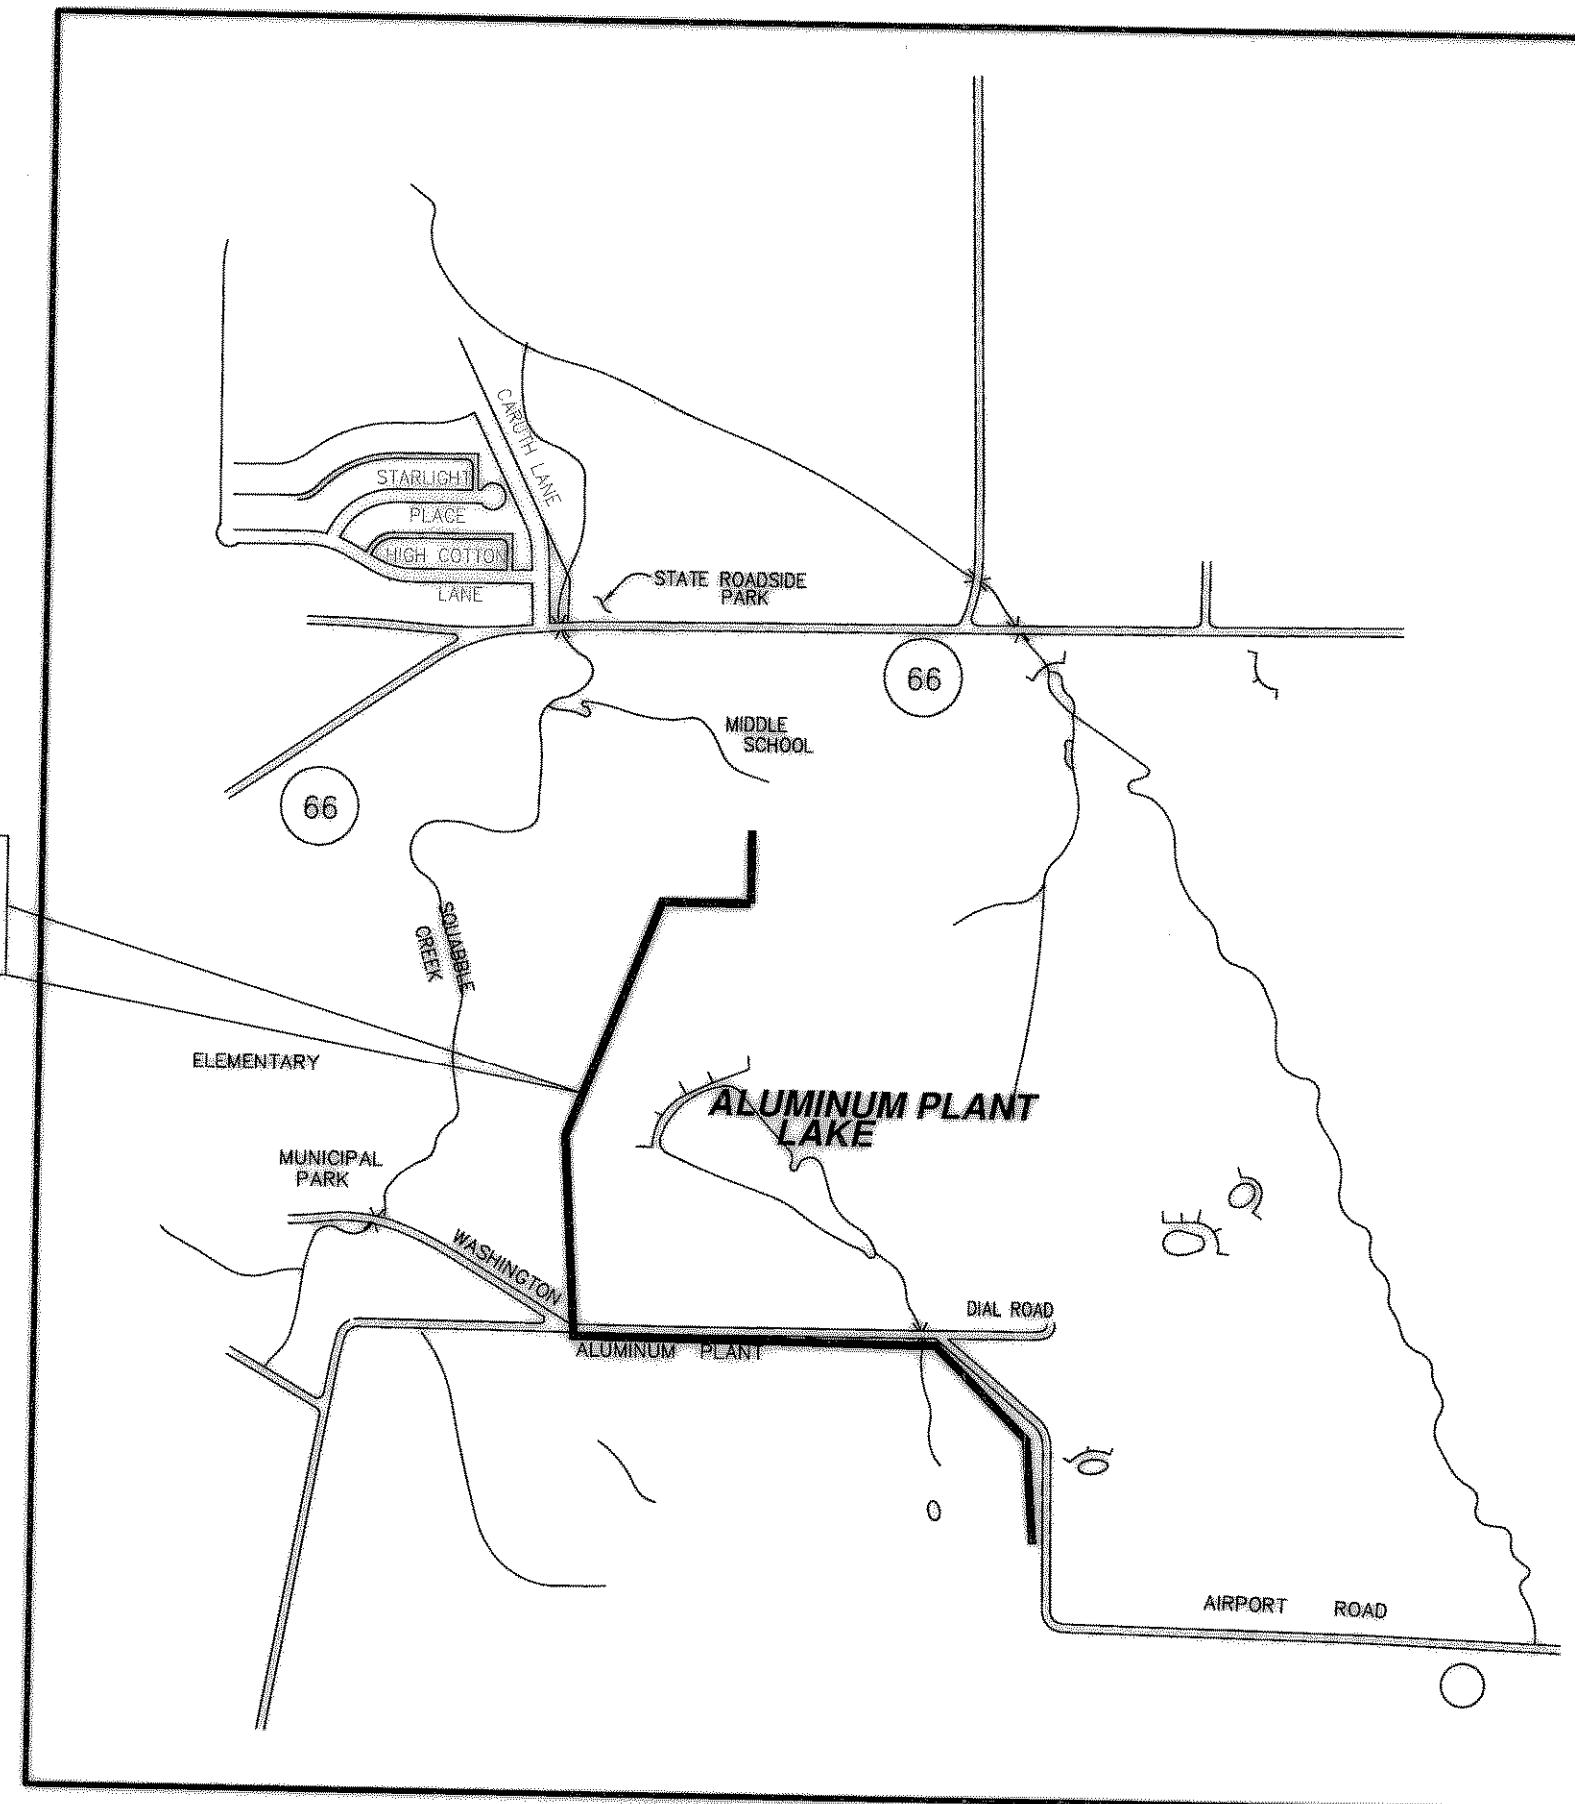 CARUTH LANE
STARLIGHT
PLACE
HIGH COTTON
LANE
STATE ROADSIDE
PARK
66
MIDDLE
SCHOOL
66
SQUABBLE
CREEK
ELEMENTARY
ALUMINUM PLANT
LAKE
MUNICIPAL
PARK
WASHINGTON
DIAL ROAD
ALUMINUM PLANT
AIRPORT ROAD